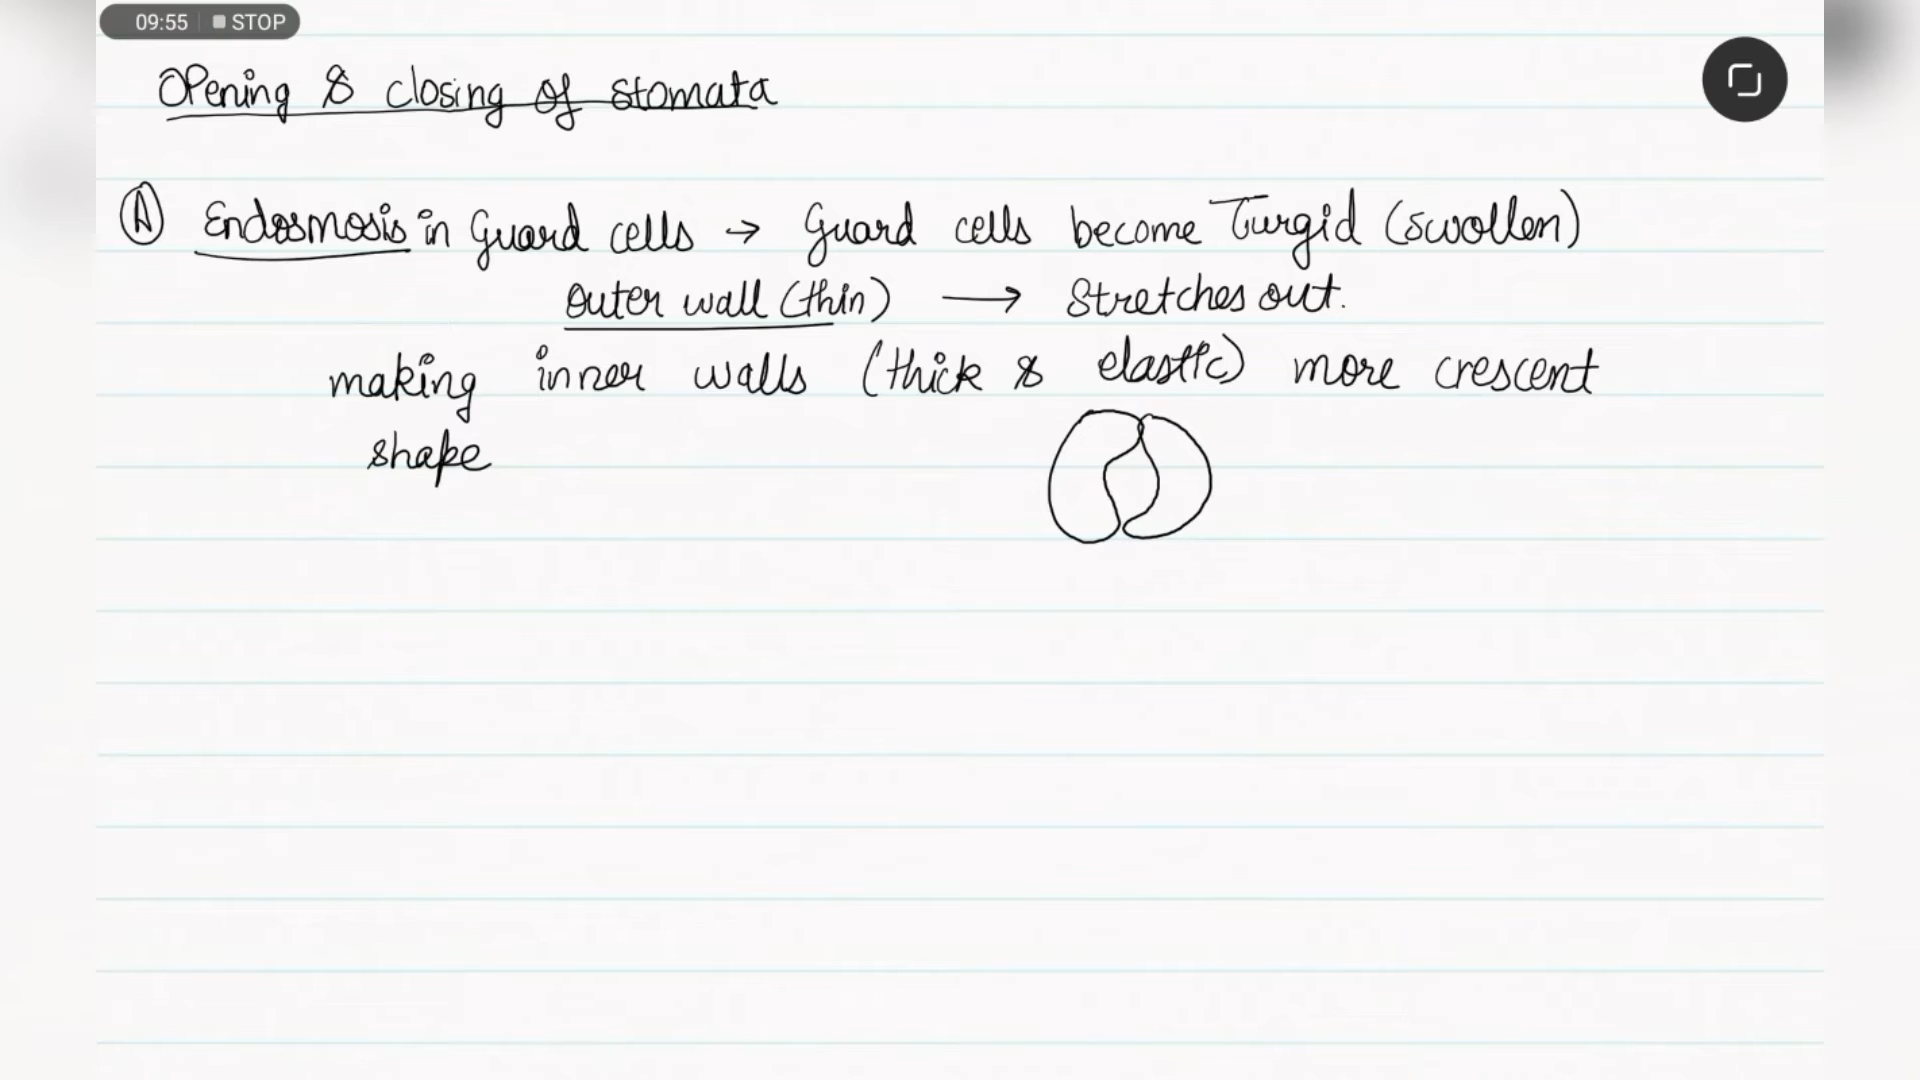 09:55 STOP
Opening & closing of stomata
A Endosmosis in Guard cells → Guard cells become Turgid (swollen)
outer wall (thin) → Stretches out.
making inner walls (thick & elastic) more crescent
shape